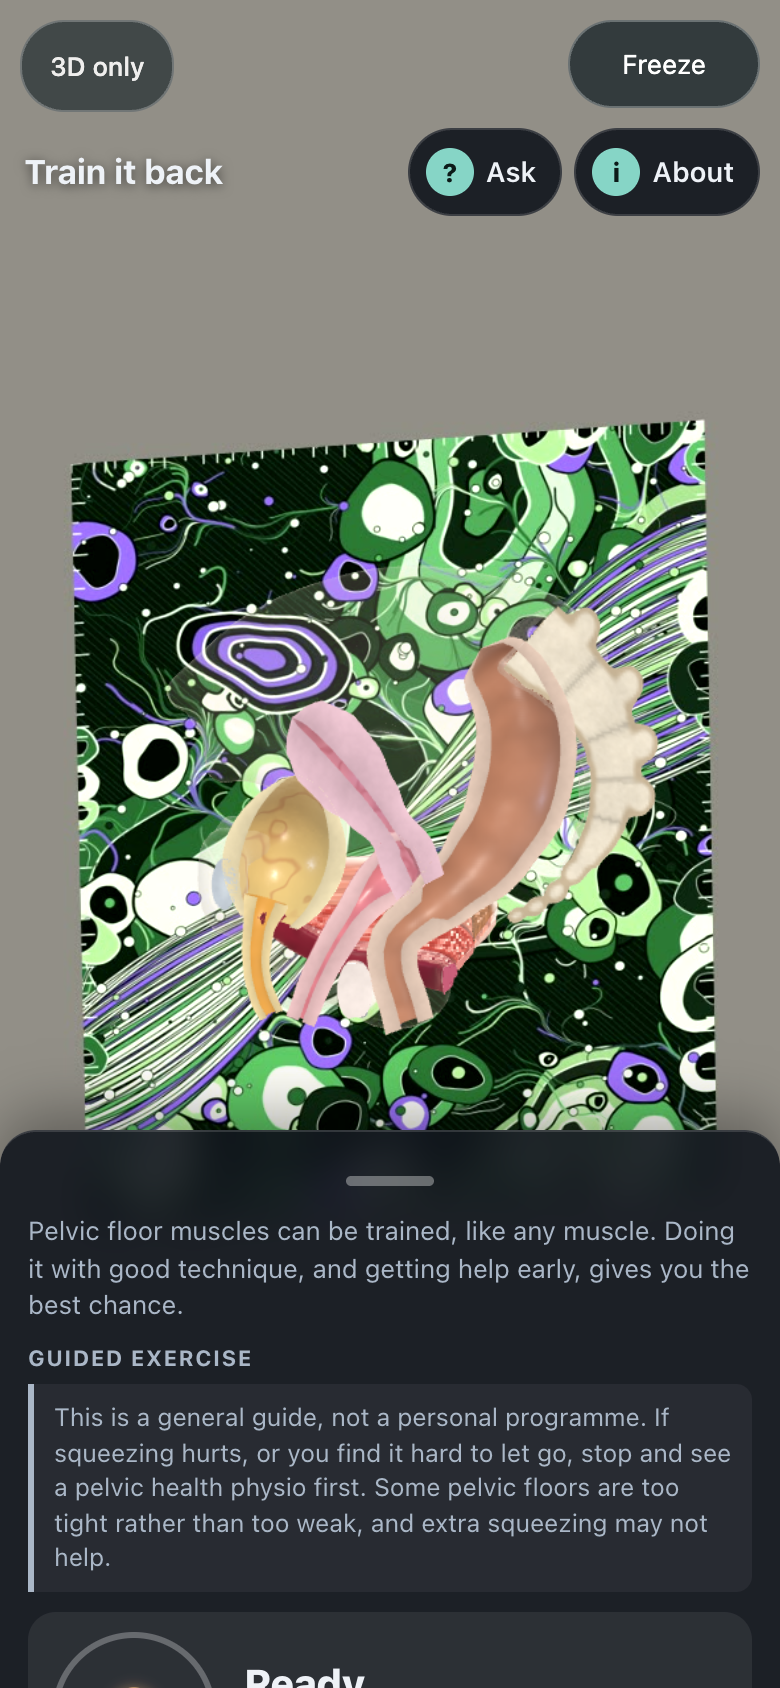 3D only
Freeze
Train it back
? Ask
i About
Pelvic floor muscles can be trained, like any muscle. Doing
it with good technique, and getting help early, gives you the
best chance.
GUIDED EXERCISE
This is a general guide, not a personal programme. If
squeezing hurts, or you find it hard to let go, stop and see
a pelvic health physio first. Some pelvic floors are too
tight rather than too weak, and extra squeezing may not
help.
Ready